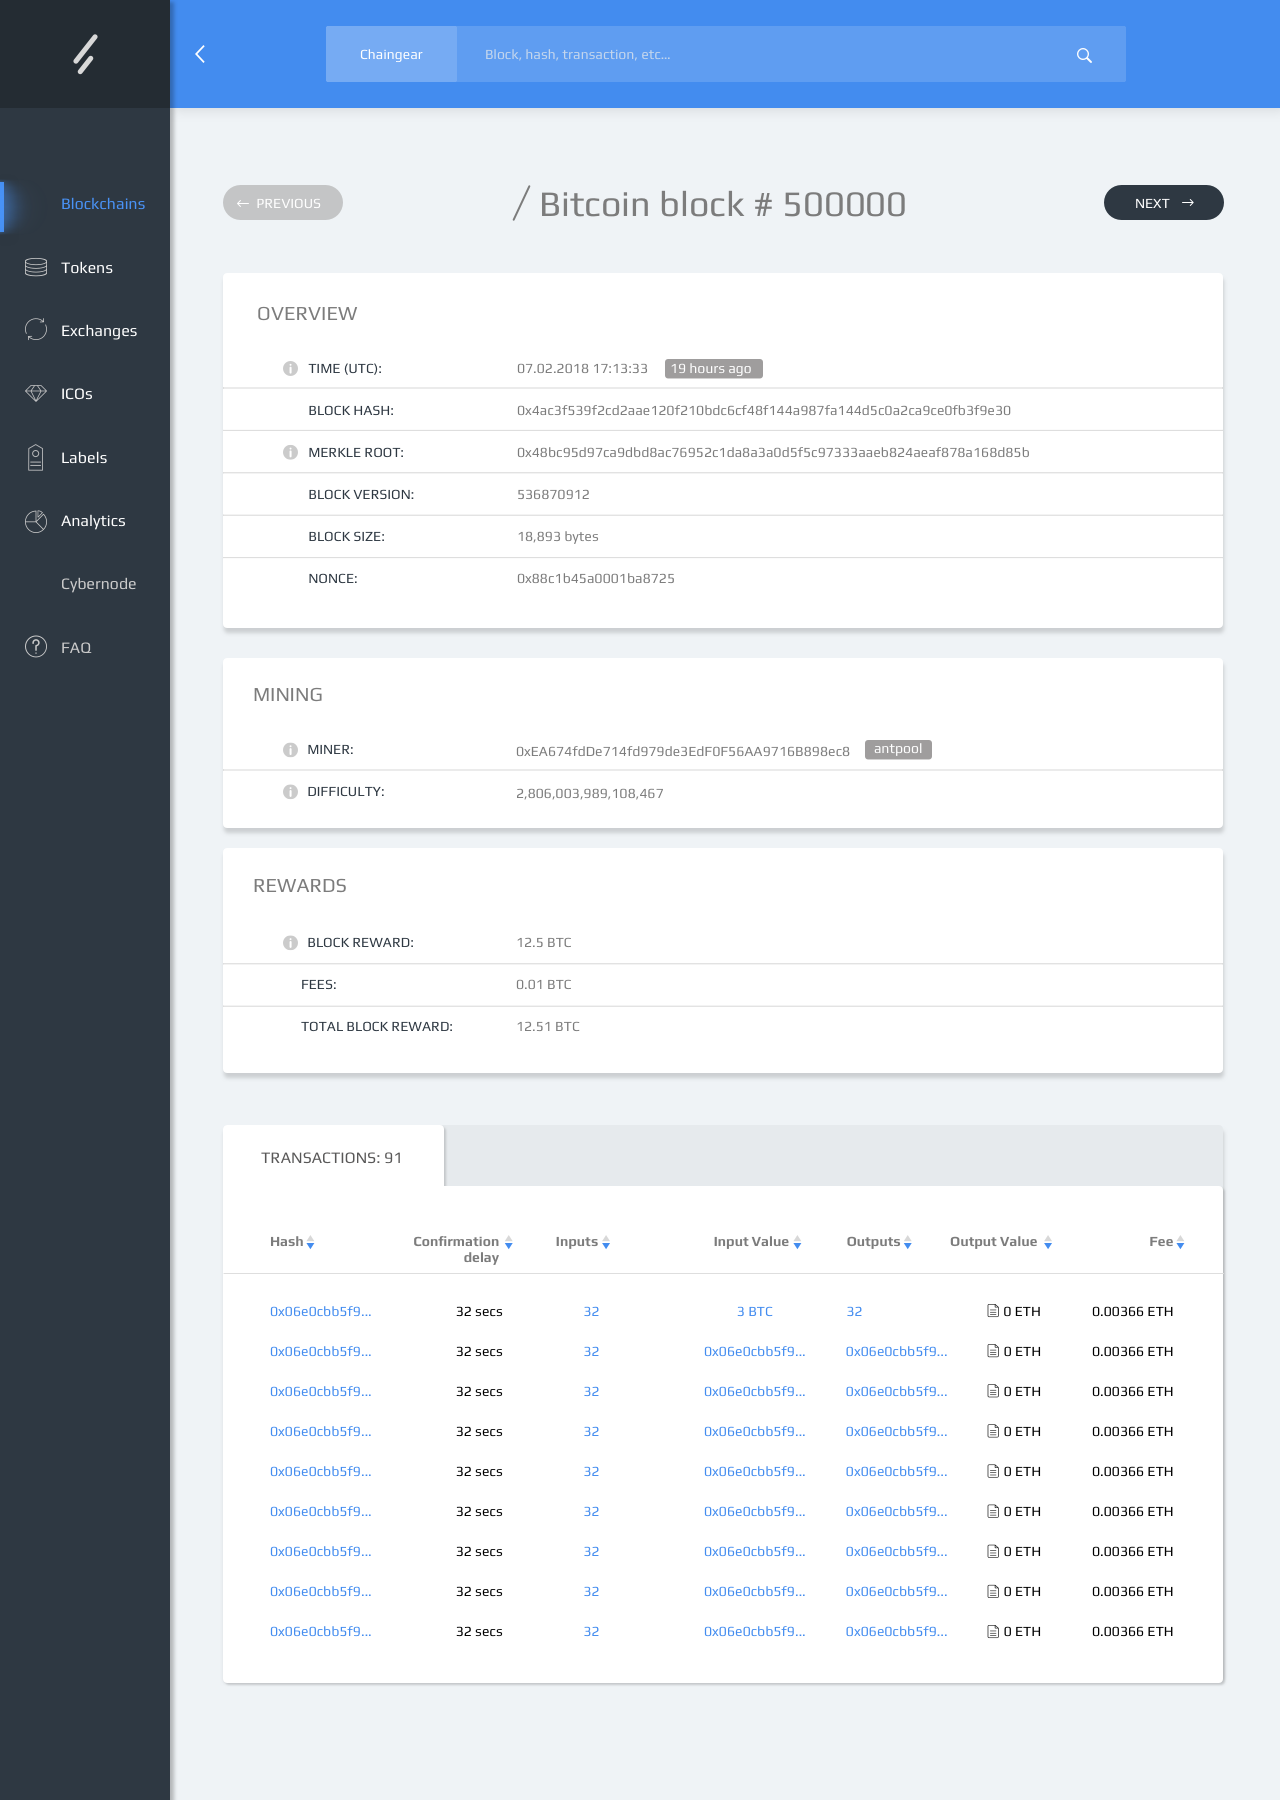 Chaingear
Block, hash, transaction, etc...
Blockchains
Tokens
Exchanges
ICOs
Labels
Analytics
Cybernode
FAQ
← PREVIOUS
/ Bitcoin block # 500000
NEXT →
OVERVIEW
TIME (UTC): 07.02.2018 17:13:33 19 hours ago
BLOCK HASH: 0x4ac3f539f2cd2aae120f210bdc6cf48f144a987fa144d5c0a2ca9ce0fb3f9e30
MERKLE ROOT: 0x48bc95d97ca9dbd8ac76952c1da8a3a0d5f5c97333aaeb824aeaf878a168d85b
BLOCK VERSION: 536870912
BLOCK SIZE: 18,893 bytes
NONCE: 0x88c1b45a0001ba8725
MINING
MINER: 0xEA674fdDe714fd979de3EdF0F56AA9716B898ec8 antpool
DIFFICULTY: 2,806,003,989,108,467
REWARDS
BLOCK REWARD: 12.5 BTC
FEES: 0.01 BTC
TOTAL BLOCK REWARD: 12.51 BTC
TRANSACTIONS: 91
Hash Confirmation delay Inputs Input Value Outputs Output Value Fee
0x06e0cbb5f9... 32 secs 32 3 BTC 32 0 ETH 0.00366 ETH
0x06e0cbb5f9... 32 secs 32 0x06e0cbb5f9... 0x06e0cbb5f9... 0 ETH 0.00366 ETH
0x06e0cbb5f9... 32 secs 32 0x06e0cbb5f9... 0x06e0cbb5f9... 0 ETH 0.00366 ETH
0x06e0cbb5f9... 32 secs 32 0x06e0cbb5f9... 0x06e0cbb5f9... 0 ETH 0.00366 ETH
0x06e0cbb5f9... 32 secs 32 0x06e0cbb5f9... 0x06e0cbb5f9... 0 ETH 0.00366 ETH
0x06e0cbb5f9... 32 secs 32 0x06e0cbb5f9... 0x06e0cbb5f9... 0 ETH 0.00366 ETH
0x06e0cbb5f9... 32 secs 32 0x06e0cbb5f9... 0x06e0cbb5f9... 0 ETH 0.00366 ETH
0x06e0cbb5f9... 32 secs 32 0x06e0cbb5f9... 0x06e0cbb5f9... 0 ETH 0.00366 ETH
0x06e0cbb5f9... 32 secs 32 0x06e0cbb5f9... 0x06e0cbb5f9... 0 ETH 0.00366 ETH